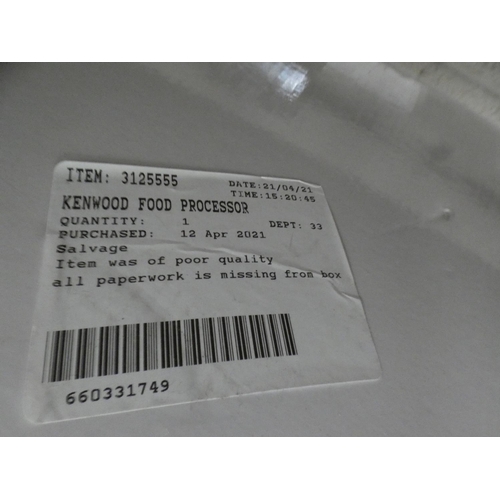 ITEM: 3125555 DATE:21/04/21
TIME:15:20:45
KENWOOD FOOD PROCESSOR
QUANTITY: 1 DEPT: 33
PURCHASED: 12 Apr 2021
Salvage
Item was of poor quality
all paperwork is missing from box
660331749